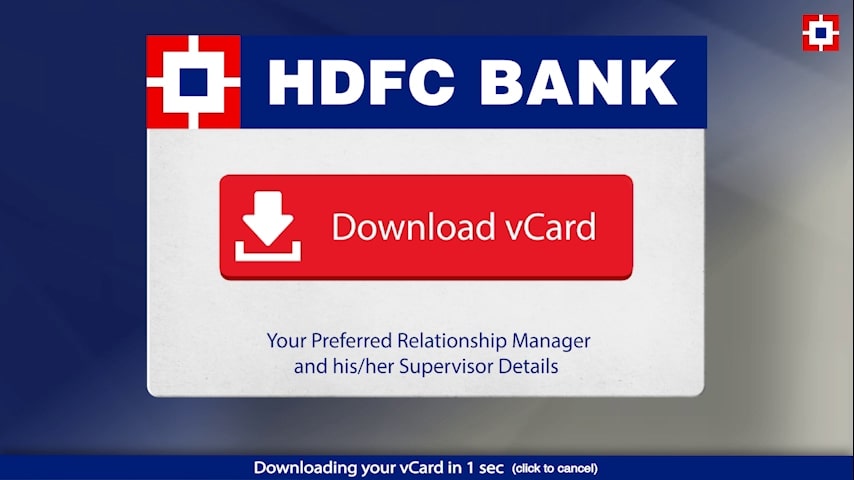 HDFC BANK
Download vCard
Your Preferred Relationship Manager
and his/her Supervisor Details
Downloading your vCard in 1 sec (click to cancel)